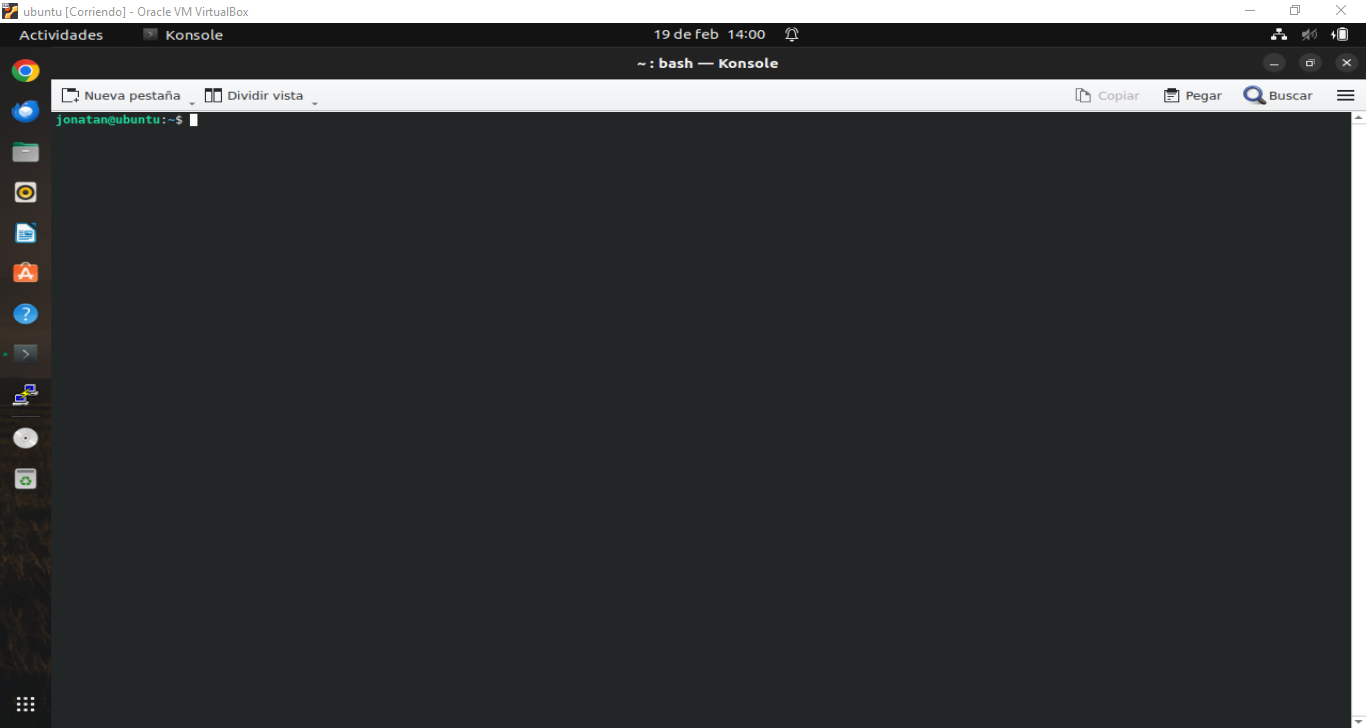 ubuntu [Corriendo] - Oracle VM VirtualBox
Actividades Konsole 19 de feb 14:00
~ : bash — Konsole
Nueva pestaña Dividir vista Copiar Pegar Buscar
jonatan@ubuntu:~$